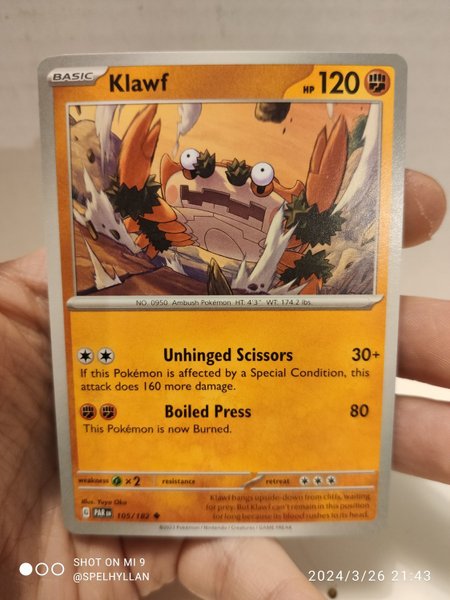 BASIC
Klawf
HP 120
NO. 0950 Ambush Pokémon HT: 4'3" WT: 174.2 lbs.
Unhinged Scissors 30+
If this Pokémon is affected by a Special Condition, this
attack does 160 more damage.
Boiled Press 80
This Pokémon is now Burned.
weakness ×2 resistance retreat
Illus. Tuyo Oku
G PAR EN 105/182
Klawf hangs upside-down from cliffs, waiting
for prey. But Klawf can't remain in this position
for long because its blood rushes to its head.
©2023 Pokémon / Nintendo / Creatures / GAME FREAK
SHOT ON MI 9
@SPELHYLLAN
2024/3/26 21:43